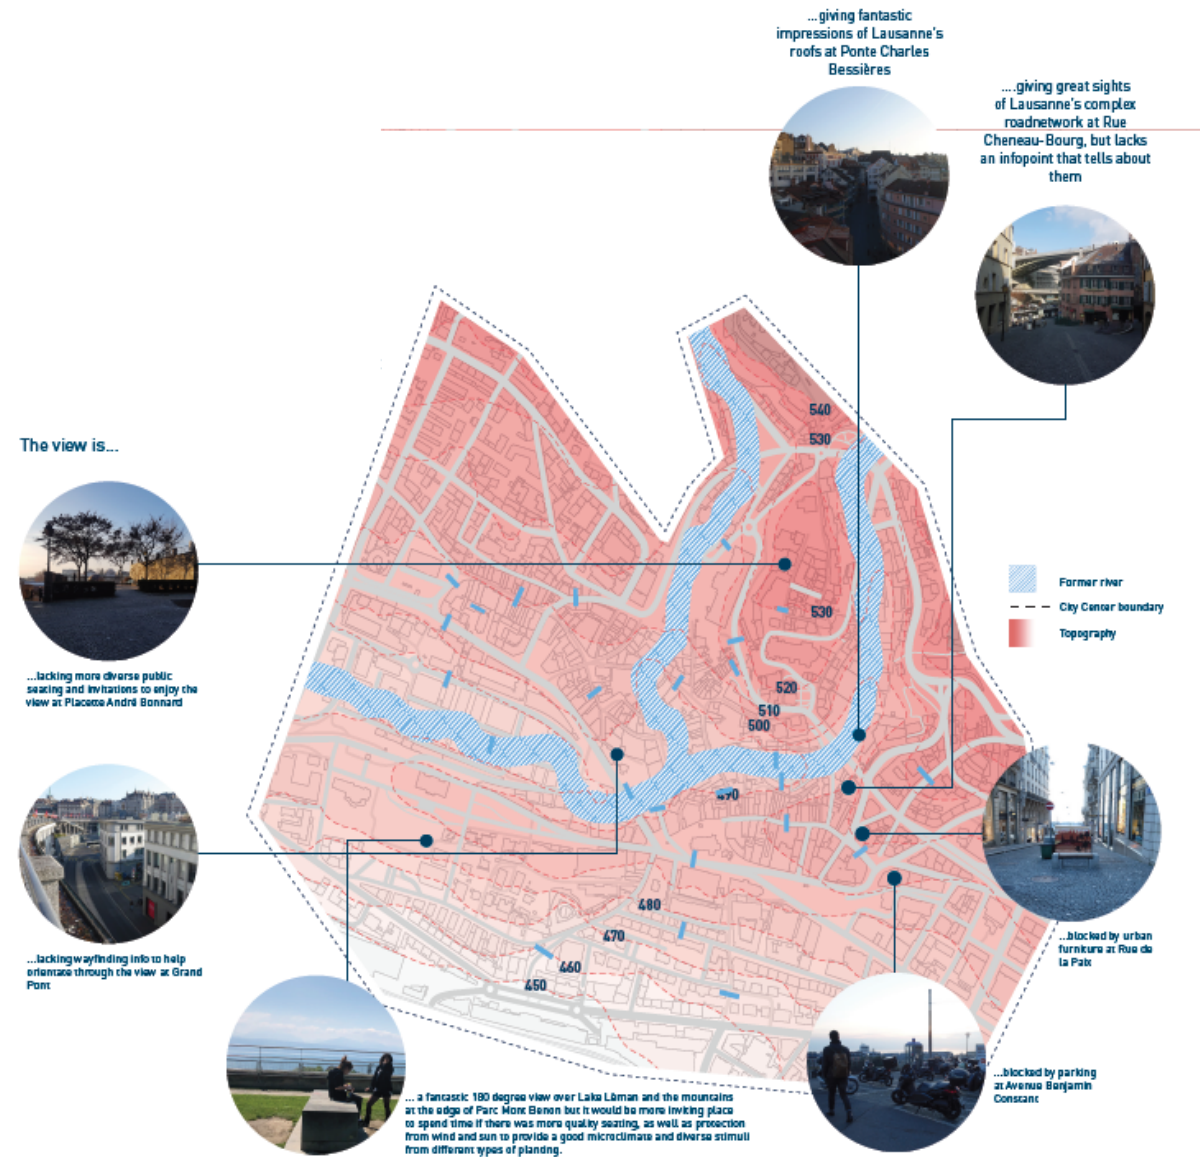 ...giving fantastic
impressions of Lausanne's
roofs at Ponte Charles
Bessières
....giving great sights
of Lausanne's complex
roadnetwork at Rue
Cheneau-Bourg, but lacks
an infopoint that tells about
them
The view is...
540
530
530
520
510
500
490
480
470
460
450
Former river
City Center boundary
Topography
...lacking more diverse public
seating and invitations to enjoy the
view at Placette André Bonnard
...lacking wayfinding info to help
orientate through the view at Grand
Pont
... a fantastic 180 degree view over Lake Léman and the mountains
at the edge of Parc Mont Benon but it would be more inviting place
to spend time if there was more quality seating, as well as protection
from wind and sun to provide a good microclimate and diverse stimuli
from different types of planting.
...blocked by urban
furniture at Rue de
la Paix
...blocked by parking
at Avenue Benjamin
Constant